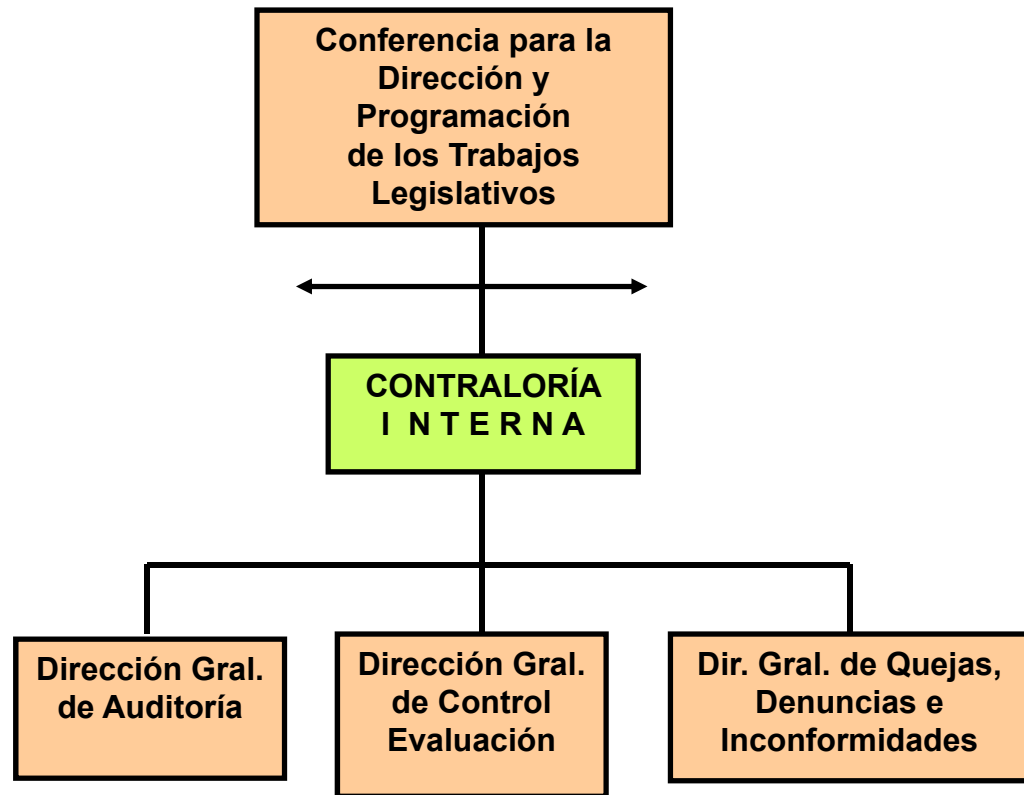 Conferencia para la
Dirección y
Programación
de los Trabajos
Legislativos
CONTRALORÍA
I N T E R N A
Dirección Gral.
de Auditoría
Dirección Gral.
de Control
Evaluación
Dir. Gral. de Quejas,
Denuncias e
Inconformidades